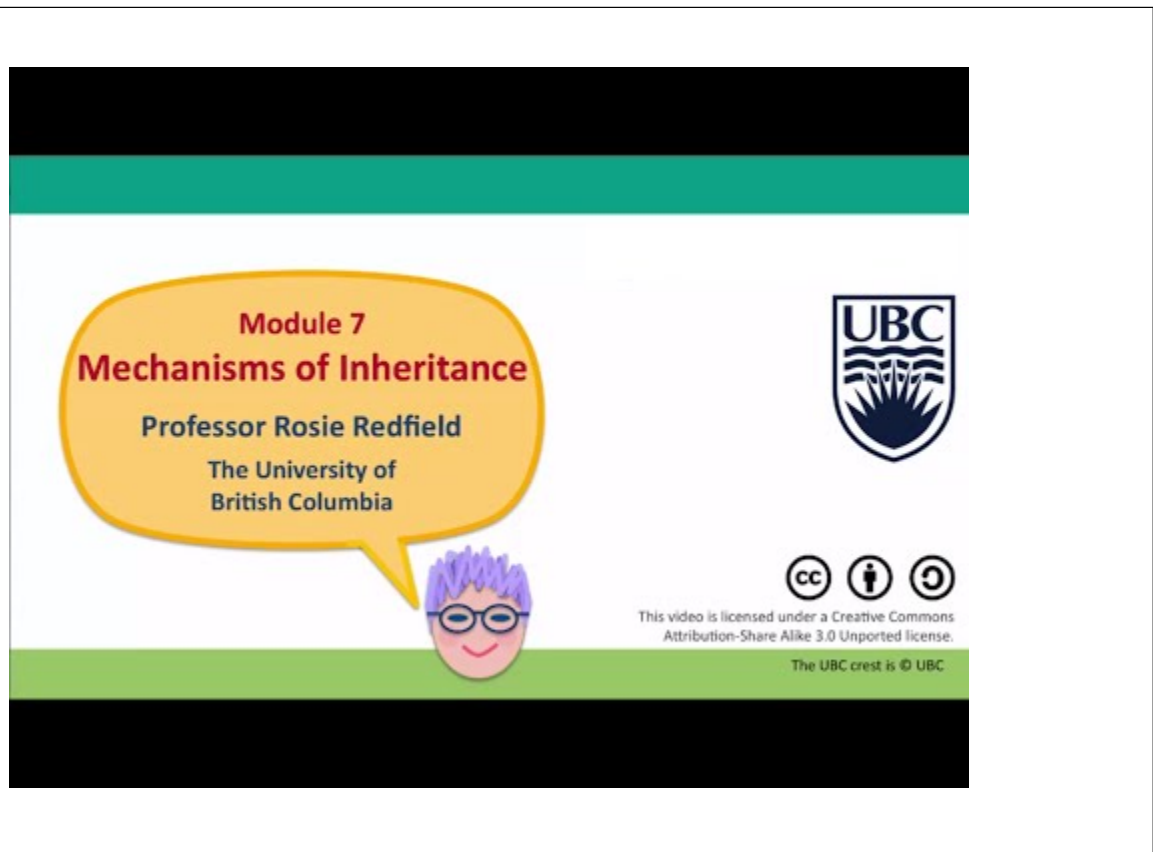 Module 7
Mechanisms of Inheritance
Professor Rosie Redfield
The University of
British Columbia
UBC
cc
This video is licensed under a Creative Commons
Attribution-Share Alike 3.0 Unported license.
The UBC crest is © UBC